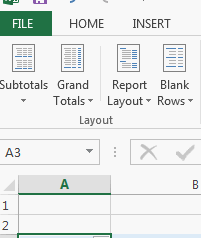 FILE HOME INSERT
Subtotals Grand Totals Report Layout Blank Rows
Layout
A3
A B
1
2